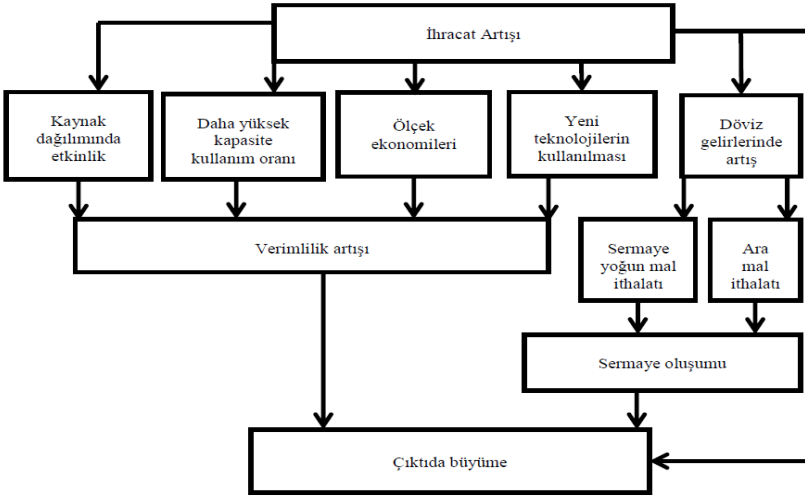 İhracat Artışı
Kaynak
dağılımında
etkinlik
Daha yüksek
kapasite
kullanım oranı
Ölçek
ekonomileri
Yeni
teknolojilerin
kullanılması
Döviz
gelirlerinde
artış
Verimlilik artışı
Sermaye
yoğun mal
ithalatı
Ara
mal
ithalatı
Sermaye oluşumu
Çıktıda büyüme